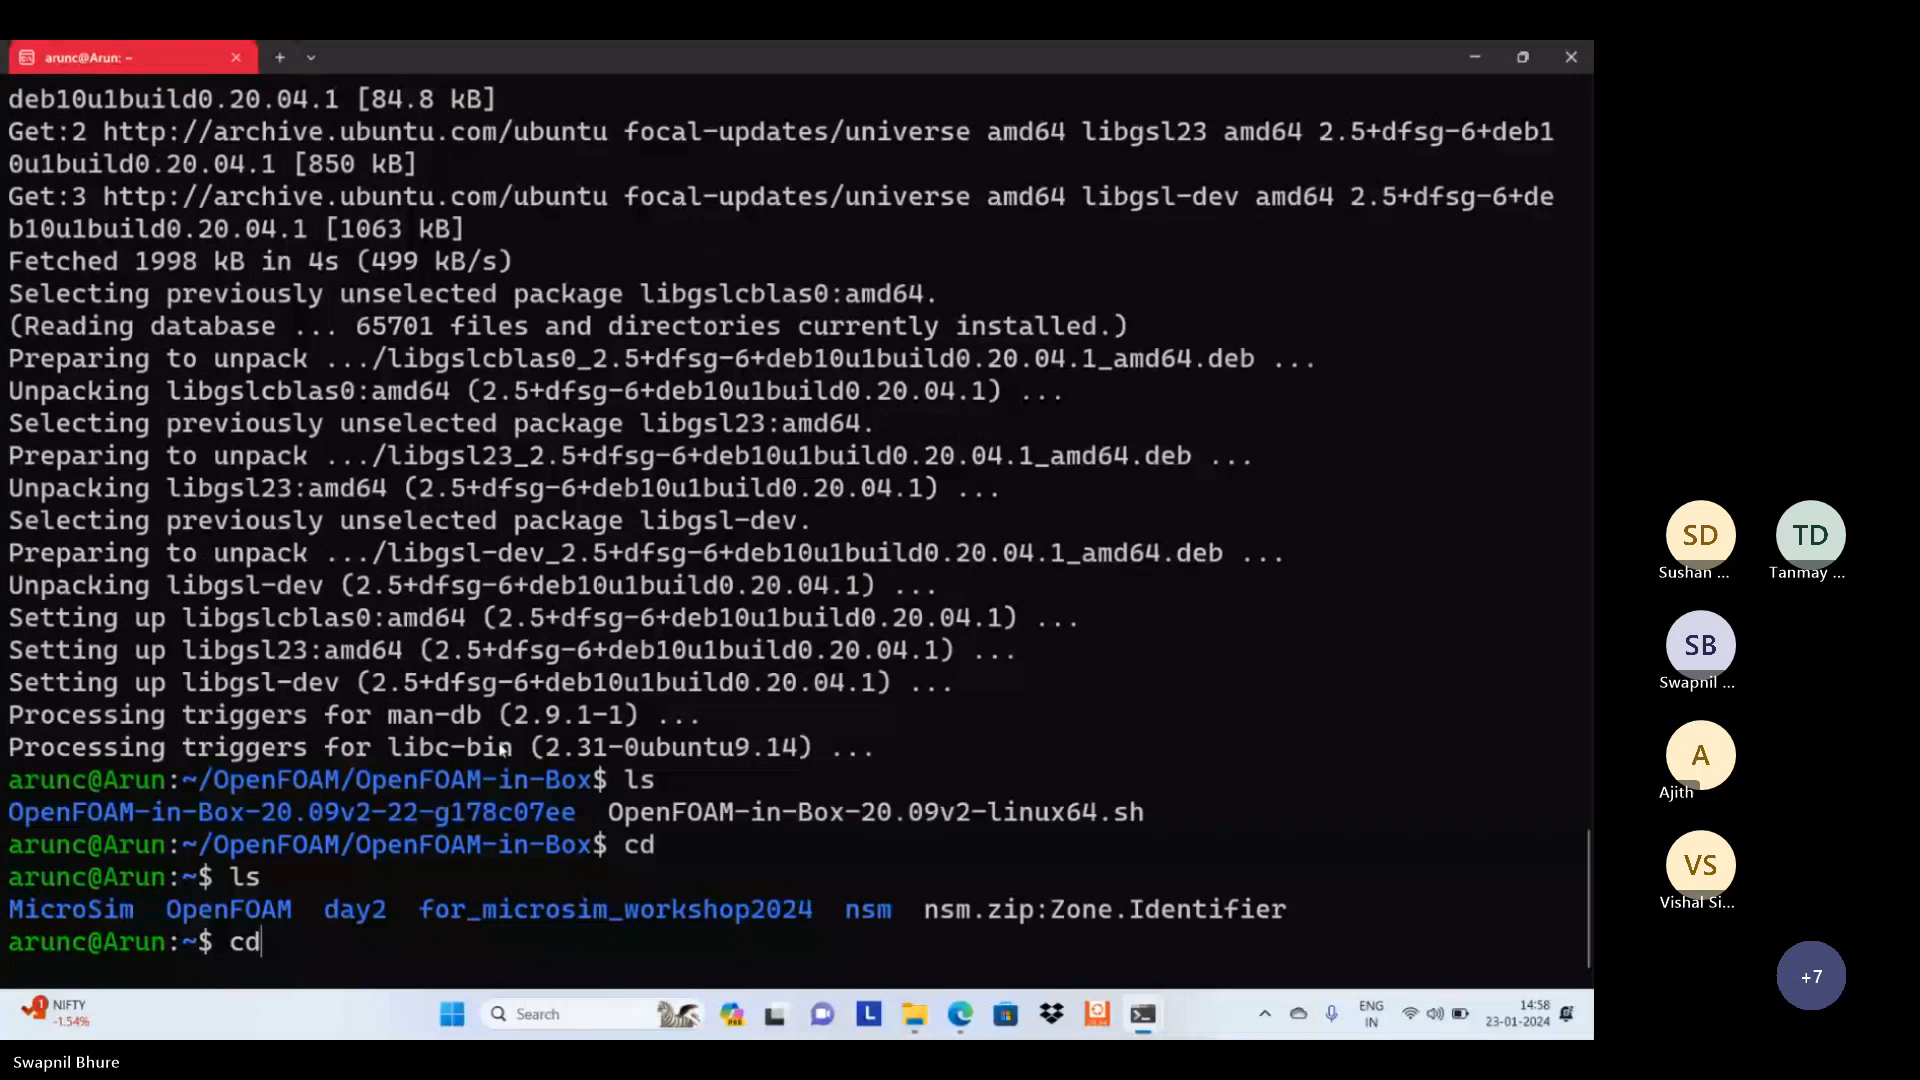 arunc@Arun: ~
deb10u1build0.20.04.1 [84.8 kB]
Get:2 http://archive.ubuntu.com/ubuntu focal-updates/universe amd64 libgsl23 amd64 2.5+dfsg-6+deb1
0u1build0.20.04.1 [850 kB]
Get:3 http://archive.ubuntu.com/ubuntu focal-updates/universe amd64 libgsl-dev amd64 2.5+dfsg-6+de
b10u1build0.20.04.1 [1063 kB]
Fetched 1998 kB in 4s (499 kB/s)
Selecting previously unselected package libgslcblas0:amd64.
(Reading database ... 65701 files and directories currently installed.)
Preparing to unpack .../libgslcblas0_2.5+dfsg-6+deb10u1build0.20.04.1_amd64.deb ...
Unpacking libgslcblas0:amd64 (2.5+dfsg-6+deb10u1build0.20.04.1) ...
Selecting previously unselected package libgsl23:amd64.
Preparing to unpack .../libgsl23_2.5+dfsg-6+deb10u1build0.20.04.1_amd64.deb ...
Unpacking libgsl23:amd64 (2.5+dfsg-6+deb10u1build0.20.04.1) ...
Selecting previously unselected package libgsl-dev.
Preparing to unpack .../libgsl-dev_2.5+dfsg-6+deb10u1build0.20.04.1_amd64.deb ...
Unpacking libgsl-dev (2.5+dfsg-6+deb10u1build0.20.04.1) ...
Setting up libgslcblas0:amd64 (2.5+dfsg-6+deb10u1build0.20.04.1) ...
Setting up libgsl23:amd64 (2.5+dfsg-6+deb10u1build0.20.04.1) ...
Setting up libgsl-dev (2.5+dfsg-6+deb10u1build0.20.04.1) ...
Processing triggers for man-db (2.9.1-1) ...
Processing triggers for libc-bin (2.31-0ubuntu9.14) ...
arunc@Arun:~/OpenFOAM/OpenFOAM-in-Box$ ls
OpenFOAM-in-Box-20.09v2-22-g178c07ee  OpenFOAM-in-Box-20.09v2-linux64.sh
arunc@Arun:~/OpenFOAM/OpenFOAM-in-Box$ cd
arunc@Arun:~$ ls
MicroSim  OpenFOAM  day2  for_microsim_workshop2024  nsm  nsm.zip:Zone.Identifier
arunc@Arun:~$ cd
SD
Sushan ...
TD
Tanmay ...
SB
Swapnil ...
A
Ajith
VS
Vishal Si...
+7
1
NIFTY
-1.54%
Search
L
ENG
IN
14:58
23-01-2024
Swapnil Bhure